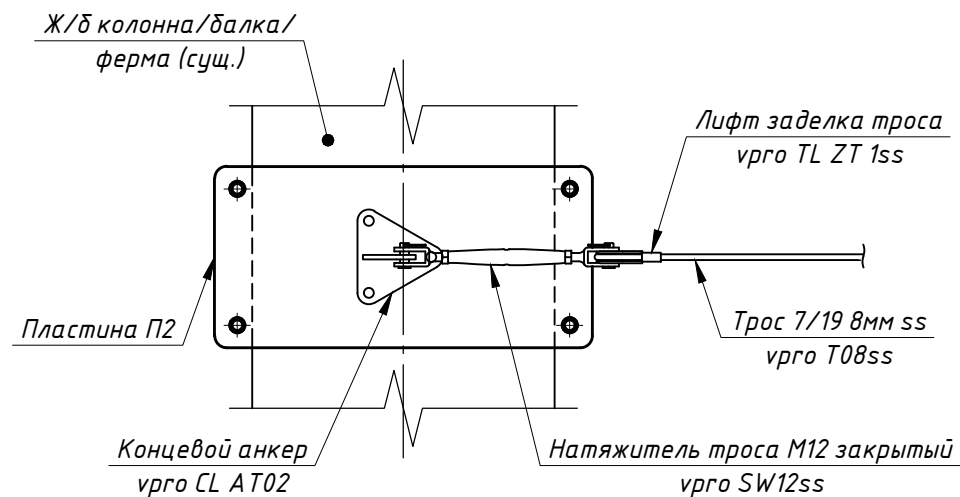 Ж/б колонна/балка/
ферма (сущ.)
Лифт заделка троса
vpro TL ZT 1ss
Пластина П2
Трос 7/19 8мм ss
vpro T08ss
Концевой анкер
vpro CL AT02
Натяжитель троса М12 закрытый
vpro SW12ss